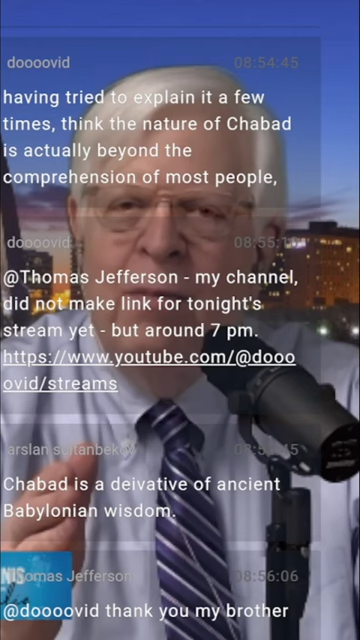 doooovid 08:54:45
having tried to explain it a few
times, think the nature of Chabad
is actually beyond the
comprehension of most people,
doooovid
@Thomas Jefferson - my channel,
did not make link for tonight's
stream yet - but around 7 pm.
https://www.youtube.com/@dooo
ovid/streams
arslan
Chabad is a deivative of ancient
Babylonian wisdom.
Thomas Jefferson 08:56:06
@doooovid thank you my brother